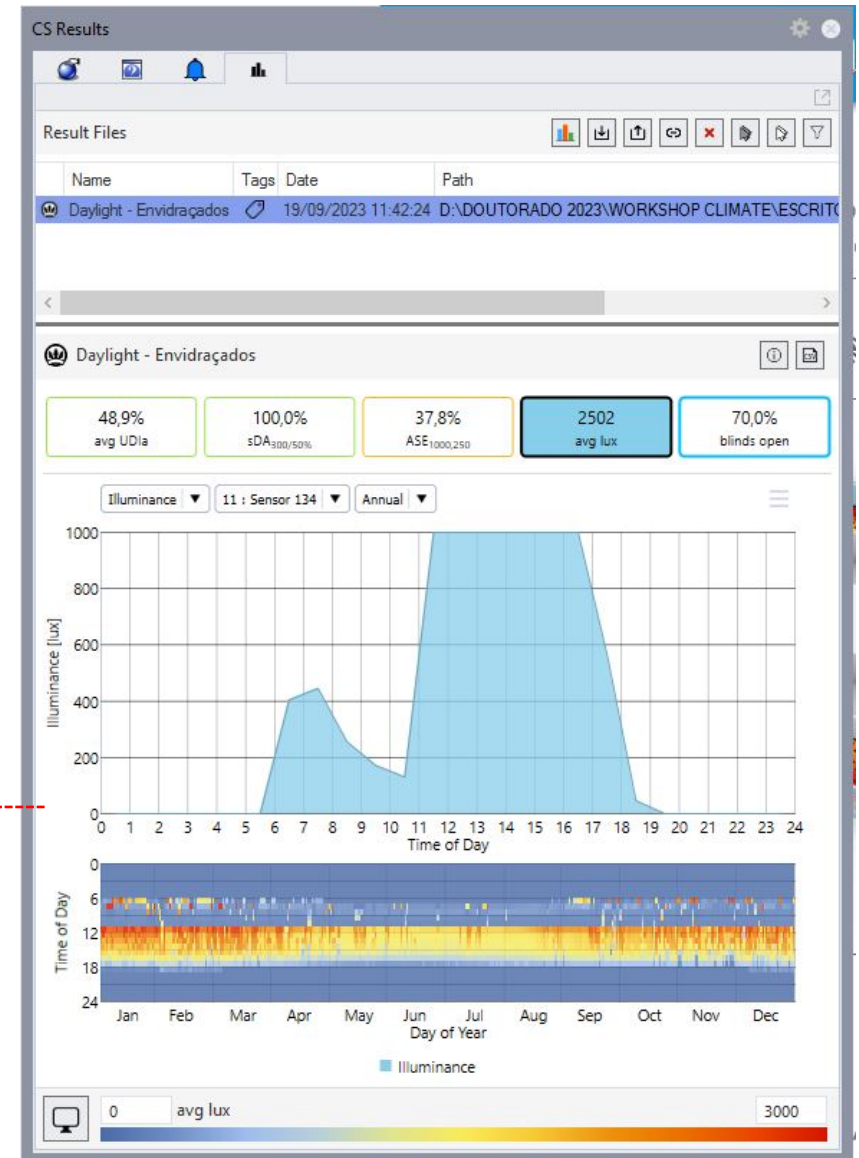 CS Results
Result Files
Name Tags Date Path
Daylight - Envidraçados 19/09/2023 11:42:24 D:\DOUTORADO 2023\WORKSHOP CLIMATE\ESCRITO
Daylight - Envidraçados
48,9% 100,0% 37,8% 2502 70,0%
avg UDIa sDA300/50% ASE1000,250 avg lux blinds open
Illuminance 11 : Sensor 134 Annual
1000
800
600
400
200
0
Illuminance [lux]
0 1 2 3 4 5 6 7 8 9 10 11 12 13 14 15 16 17 18 19 20 21 22 23 24
Time of Day
0
6
12
18
24
Time of Day
Jan Feb Mar Apr May Jun Jul Aug Sep Oct Nov Dec
Day of Year
Illuminance
0 avg lux 3000